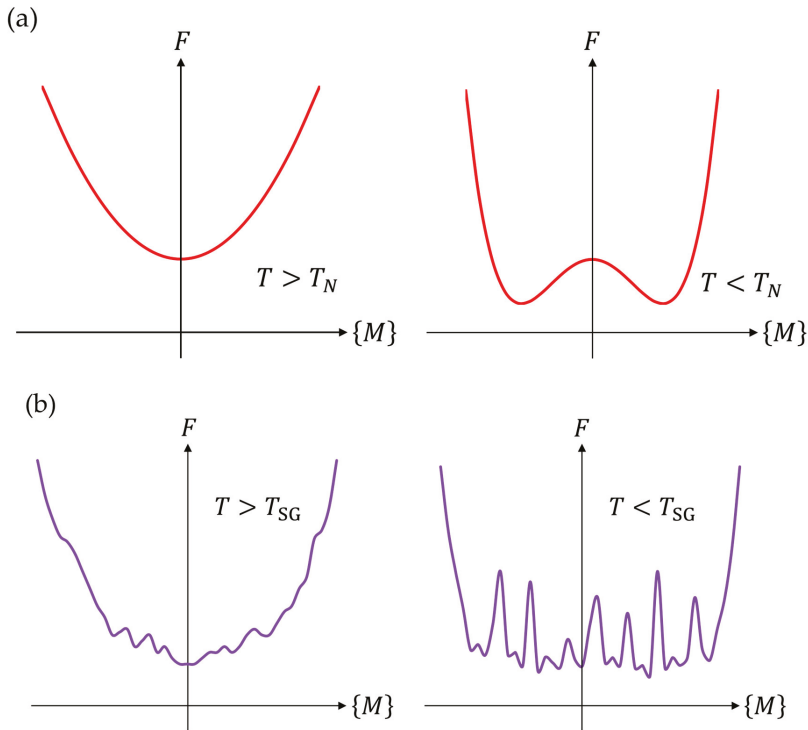 (a)
F
F
T > T_N
T < T_N
{M}
{M}
(b)
F
F
T > T_SG
T < T_SG
{M}
{M}